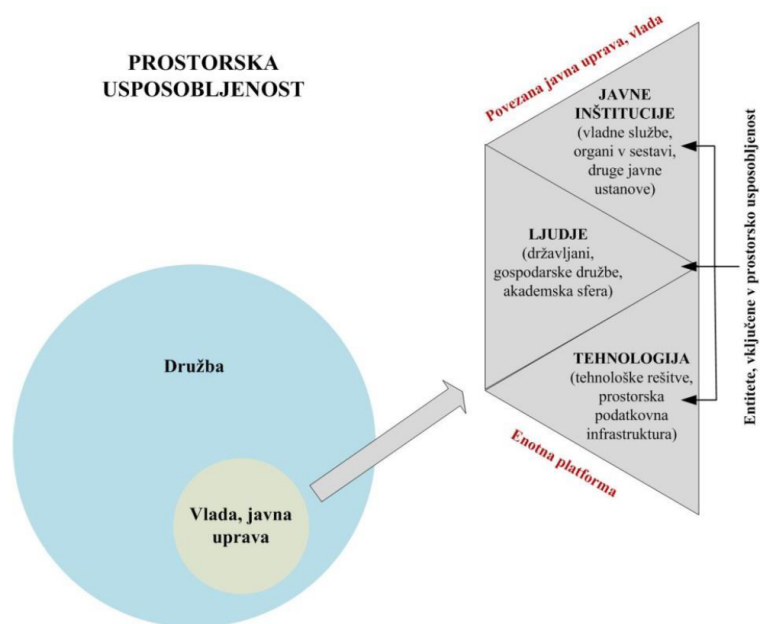 PROSTORSKA
USPOSOBLJENOST
Povezana javna uprava, vlada
JAVNE
INŠTITUCIJE
(vladne službe,
organi v sestavi,
druge javne
ustanove)
LJUDJE
(državljani,
gospodarske družbe,
akademska sfera)
TEHNOLOGIJA
(tehnološke rešitve,
prostorska
podatkovna
infrastruktura)
Enotna platforma
Entitete, vključene v prostorsko usposobljenost
Družba
Vlada, javna
uprava